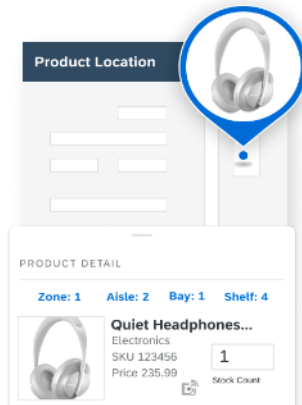 Product Location
PRODUCT DETAIL
Zone: 1 Aisle: 2 Bay: 1 Shelf: 4
Quiet Headphones...
Electronics
SKU 123456
Price 235.99
1
Stock Count